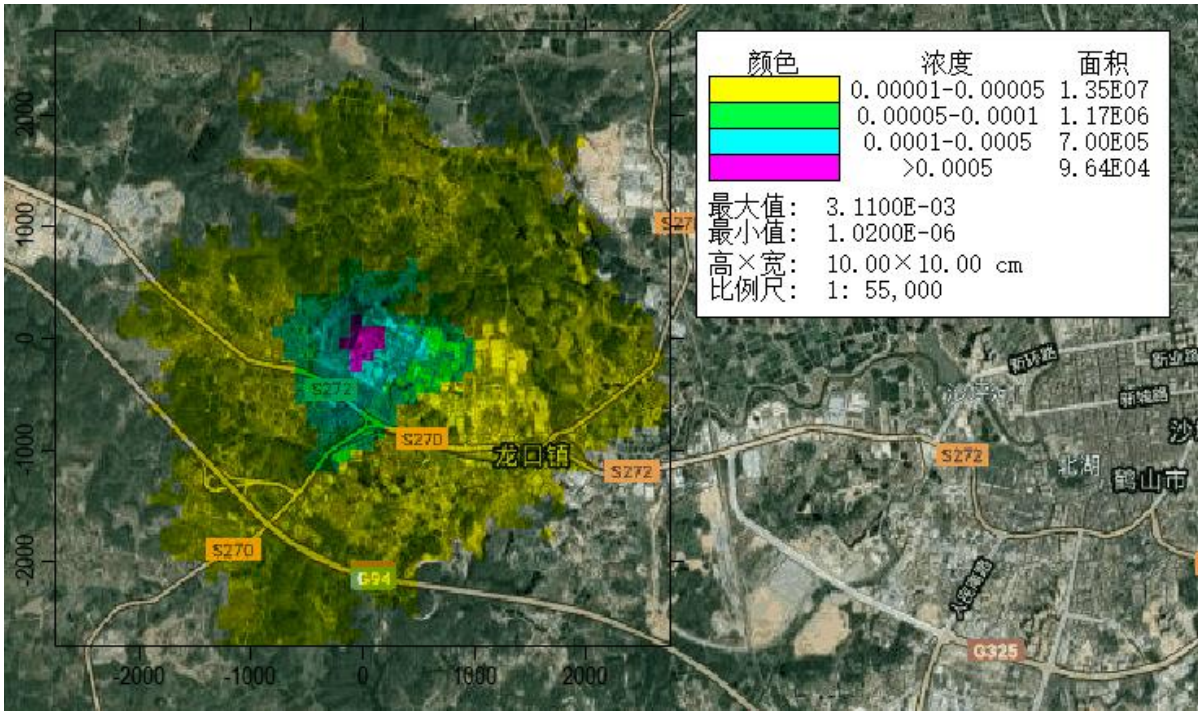 颜色 浓度 面积
0.00001-0.00005 1.35E07
0.00005-0.0001 1.17E06
0.0001-0.0005 7.00E05
>0.0005 9.64E04
最大值: 3.1100E-03
最小值: 1.0200E-06
高×宽: 10.00×10.00 cm
比例尺: 1: 55,000
2000
1000
0
-1000
-2000
-2000 -1000 0 1000 2000
S272
S270
龙口镇
S272
S272
S270
G94
G325
新环路
北湖
鹤山市